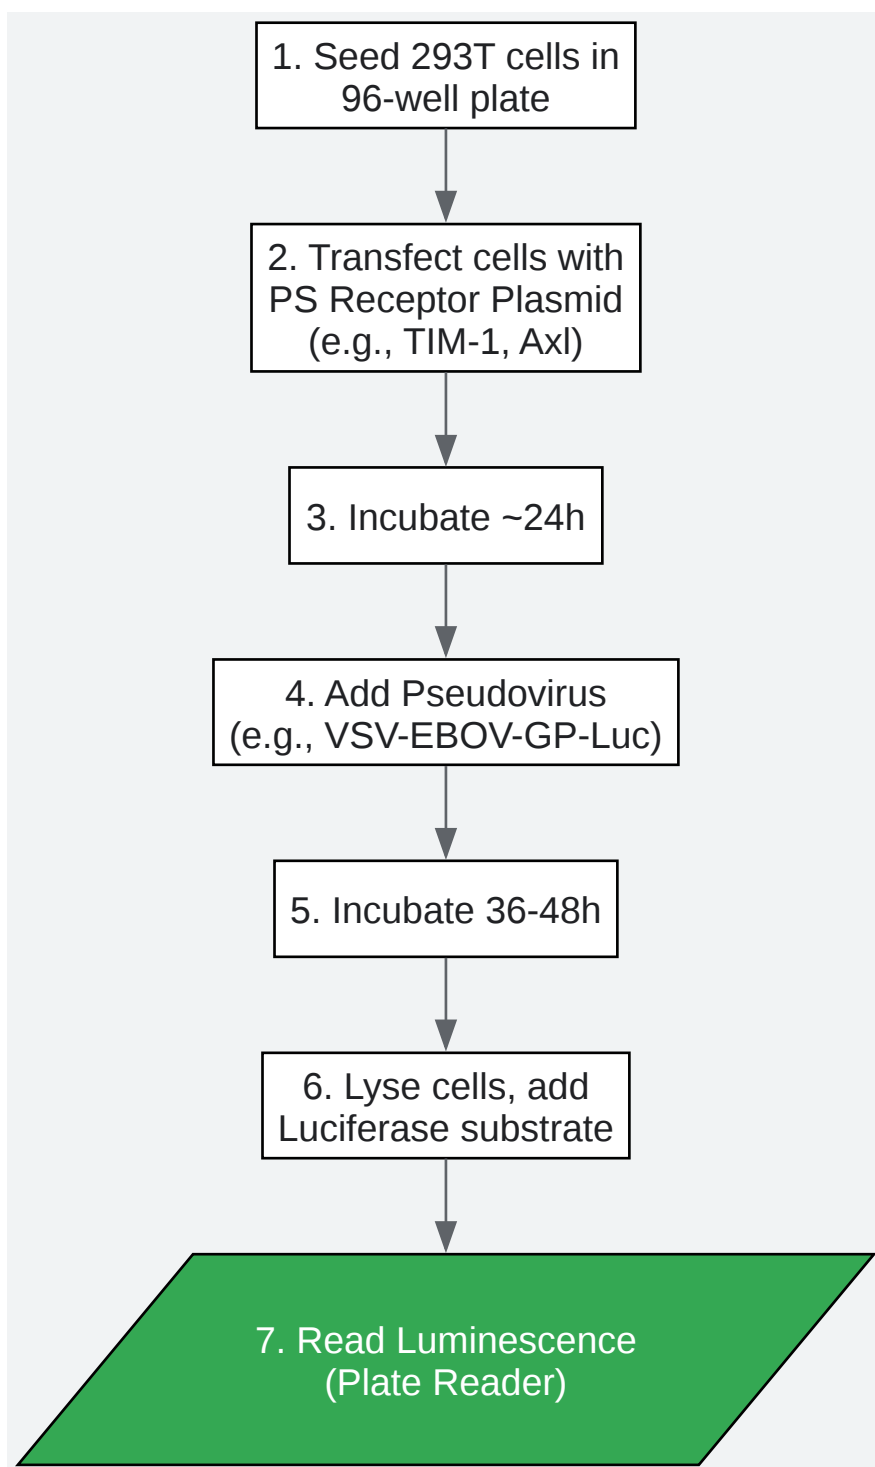 1. Seed 293T cells in
96-well plate
2. Transfect cells with
PS Receptor Plasmid
(e.g., TIM-1, Axl)
3. Incubate ~24h
4. Add Pseudovirus
(e.g., VSV-EBOV-GP-Luc)
5. Incubate 36-48h
6. Lyse cells, add
Luciferase substrate
7. Read Luminescence
(Plate Reader)